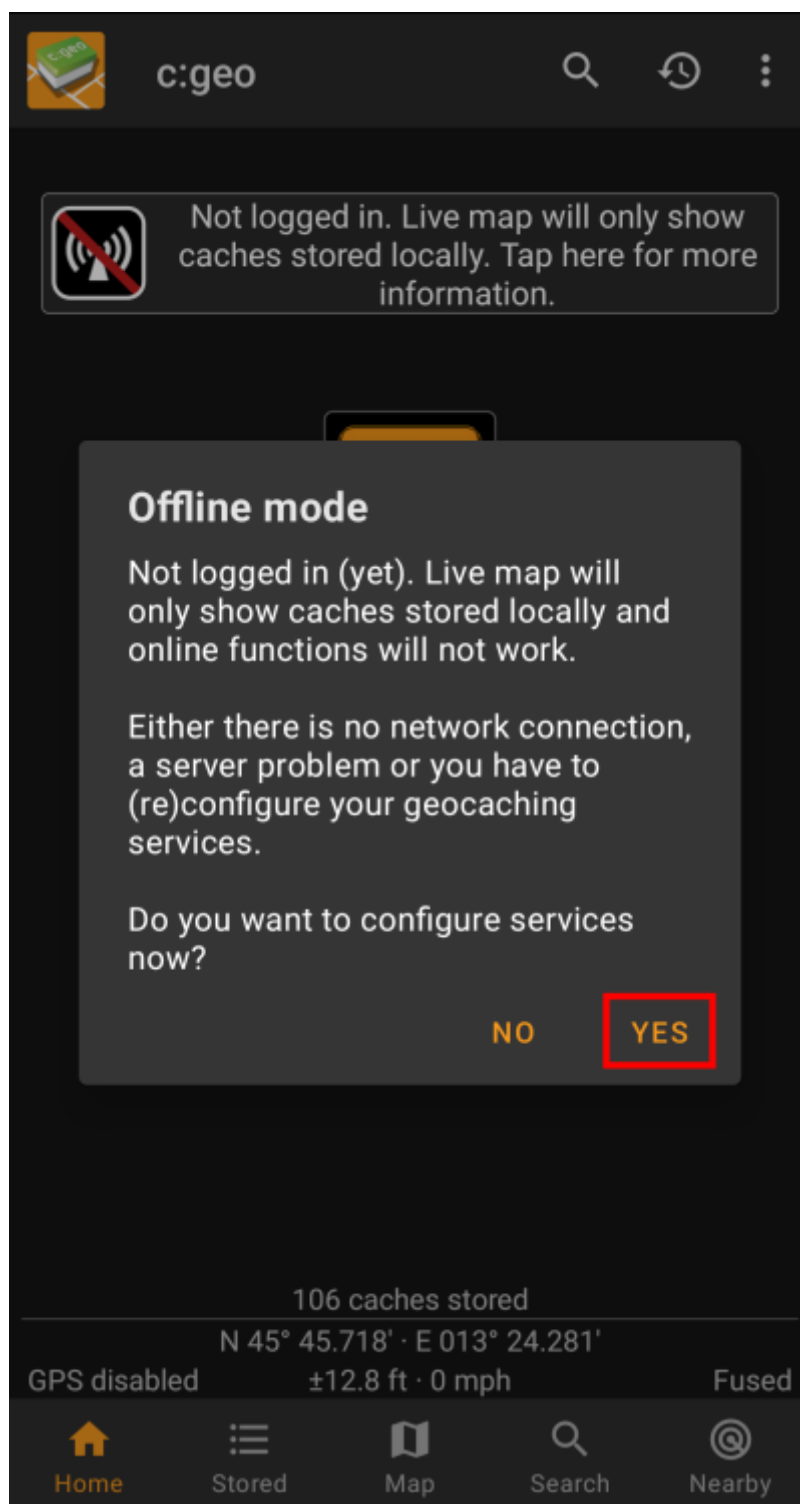 c:geo
c:geo
Not logged in. Live map will only show
caches stored locally. Tap here for more
information.
Offline mode
Not logged in (yet). Live map will
only show caches stored locally and
online functions will not work.
Either there is no network connection,
a server problem or you have to
(re)configure your geocaching
services.
Do you want to configure services
now?
NO YES
106 caches stored
N 45° 45.718' · E 013° 24.281'
GPS disabled ±12.8 ft · 0 mph Fused
Home Stored Map Search Nearby